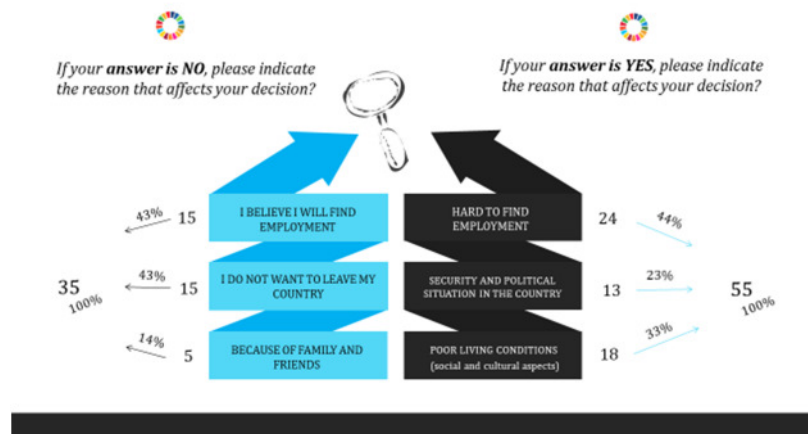 If your answer is NO, please indicate
the reason that affects your decision?
If your answer is YES, please indicate
the reason that affects your decision?
43%
15
I BELIEVE I WILL FIND
EMPLOYMENT
HARD TO FIND
EMPLOYMENT
24
44%
35
100%
43%
15
I DO NOT WANT TO LEAVE MY
COUNTRY
SECURITY AND POLITICAL
SITUATION IN THE COUNTRY
13
23%
55
100%
14%
5
BECAUSE OF FAMILY AND
FRIENDS
POOR LIVING CONDITIONS
(social and cultural aspects)
18
33%